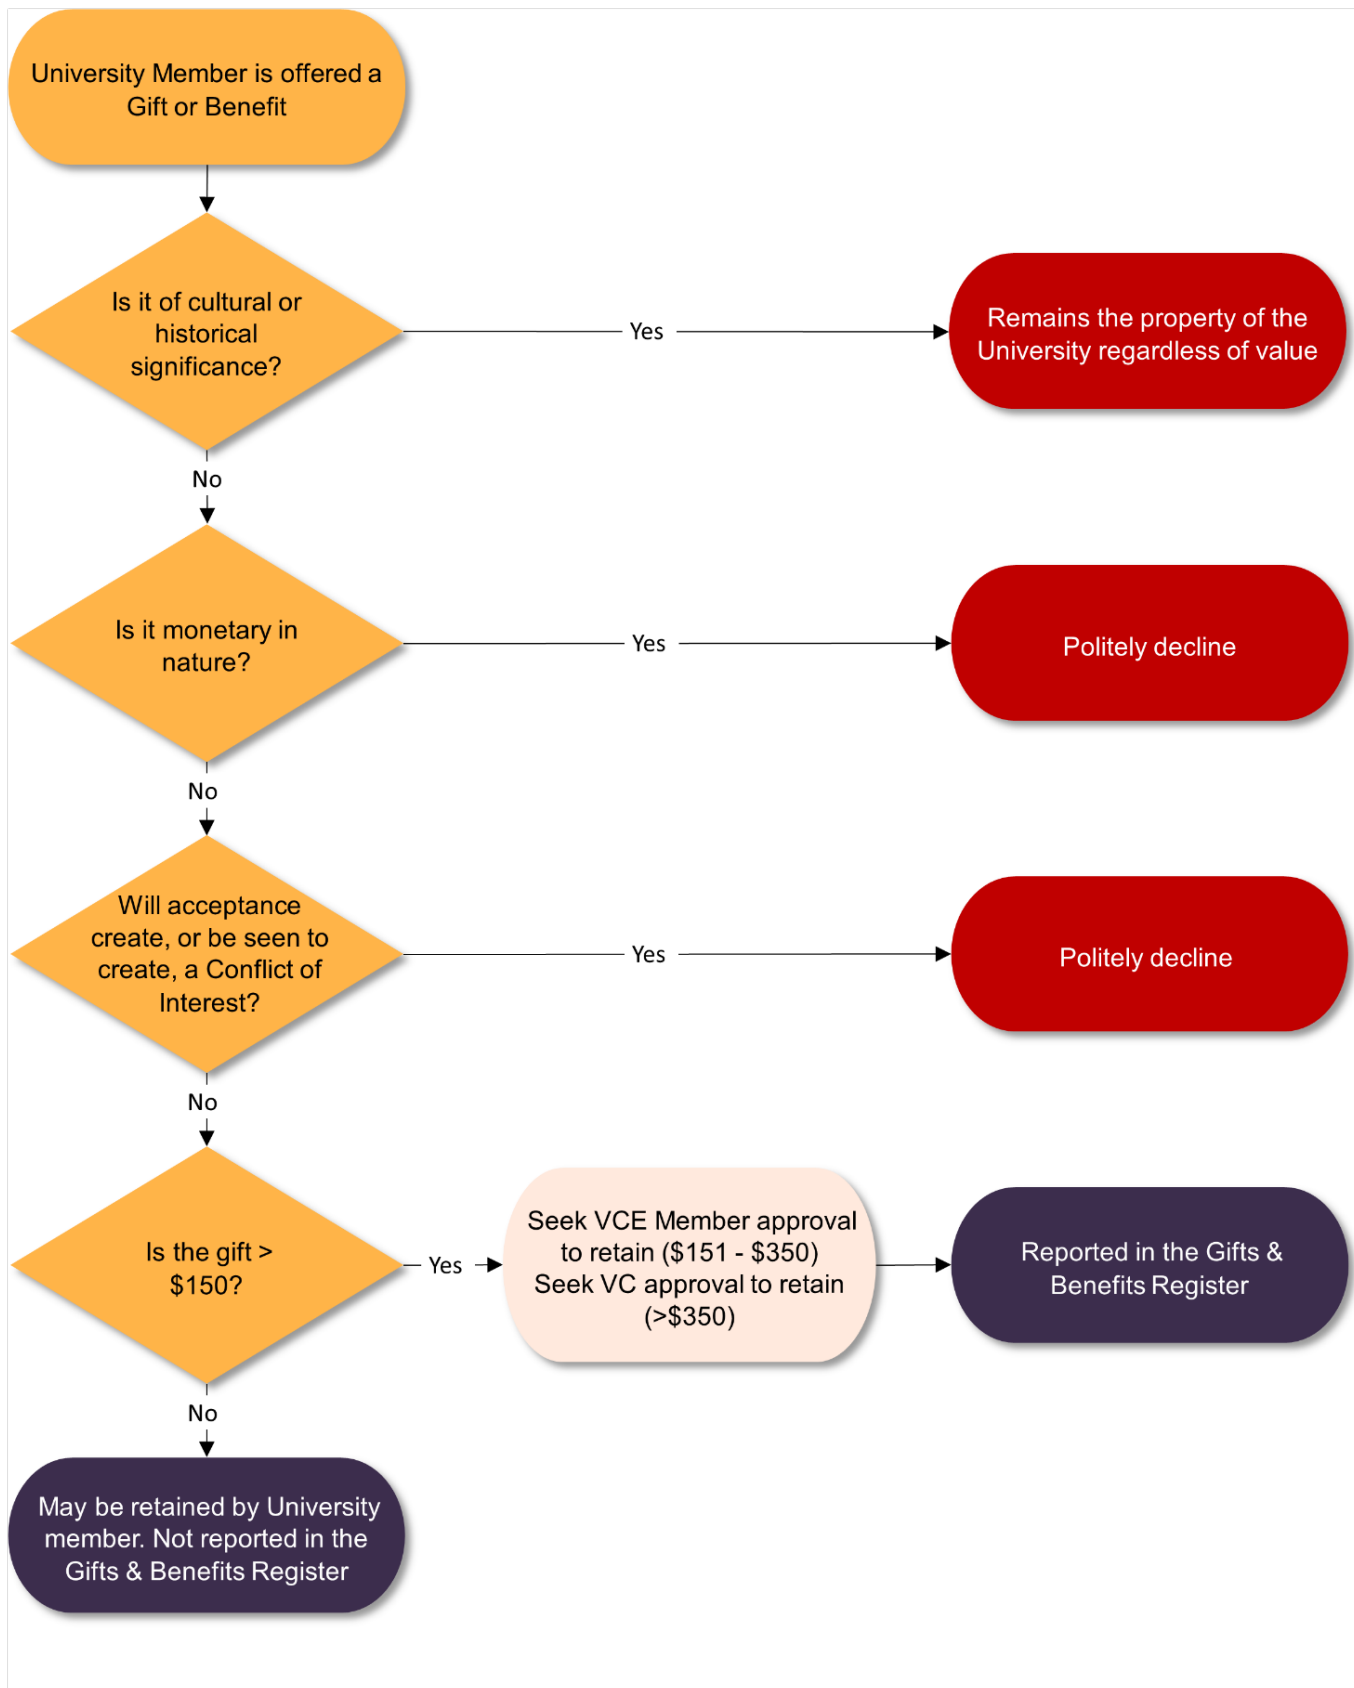 University Member is offered a
Gift or Benefit
Is it of cultural or
historical
significance?
Yes
Remains the property of the
University regardless of value
No
Is it monetary in
nature?
Yes
Politely decline
No
Will acceptance
create, or be seen to
create, a Conflict of
Interest?
Yes
Politely decline
No
Is the gift >
$150?
Yes
Seek VCE Member approval
to retain ($151 - $350)
Seek VC approval to retain
(>$350)
Reported in the Gifts &
Benefits Register
No
May be retained by University
member. Not reported in the
Gifts & Benefits Register